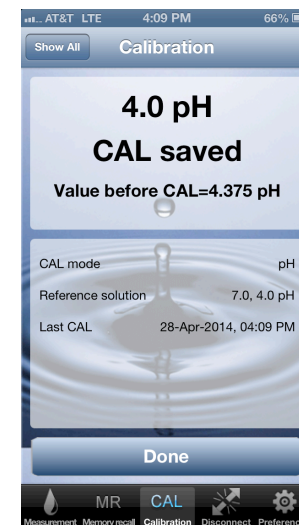 AT&T LTE 4:09 PM 66%
Show All Calibration
4.0 pH
CAL saved
Value before CAL=4.375 pH
CAL mode pH
Reference solution 7.0, 4.0 pH
Last CAL 28-Apr-2014, 04:09 PM
Done
MR CAL
Measurement Memory recall Calibration Disconnect Preferenc